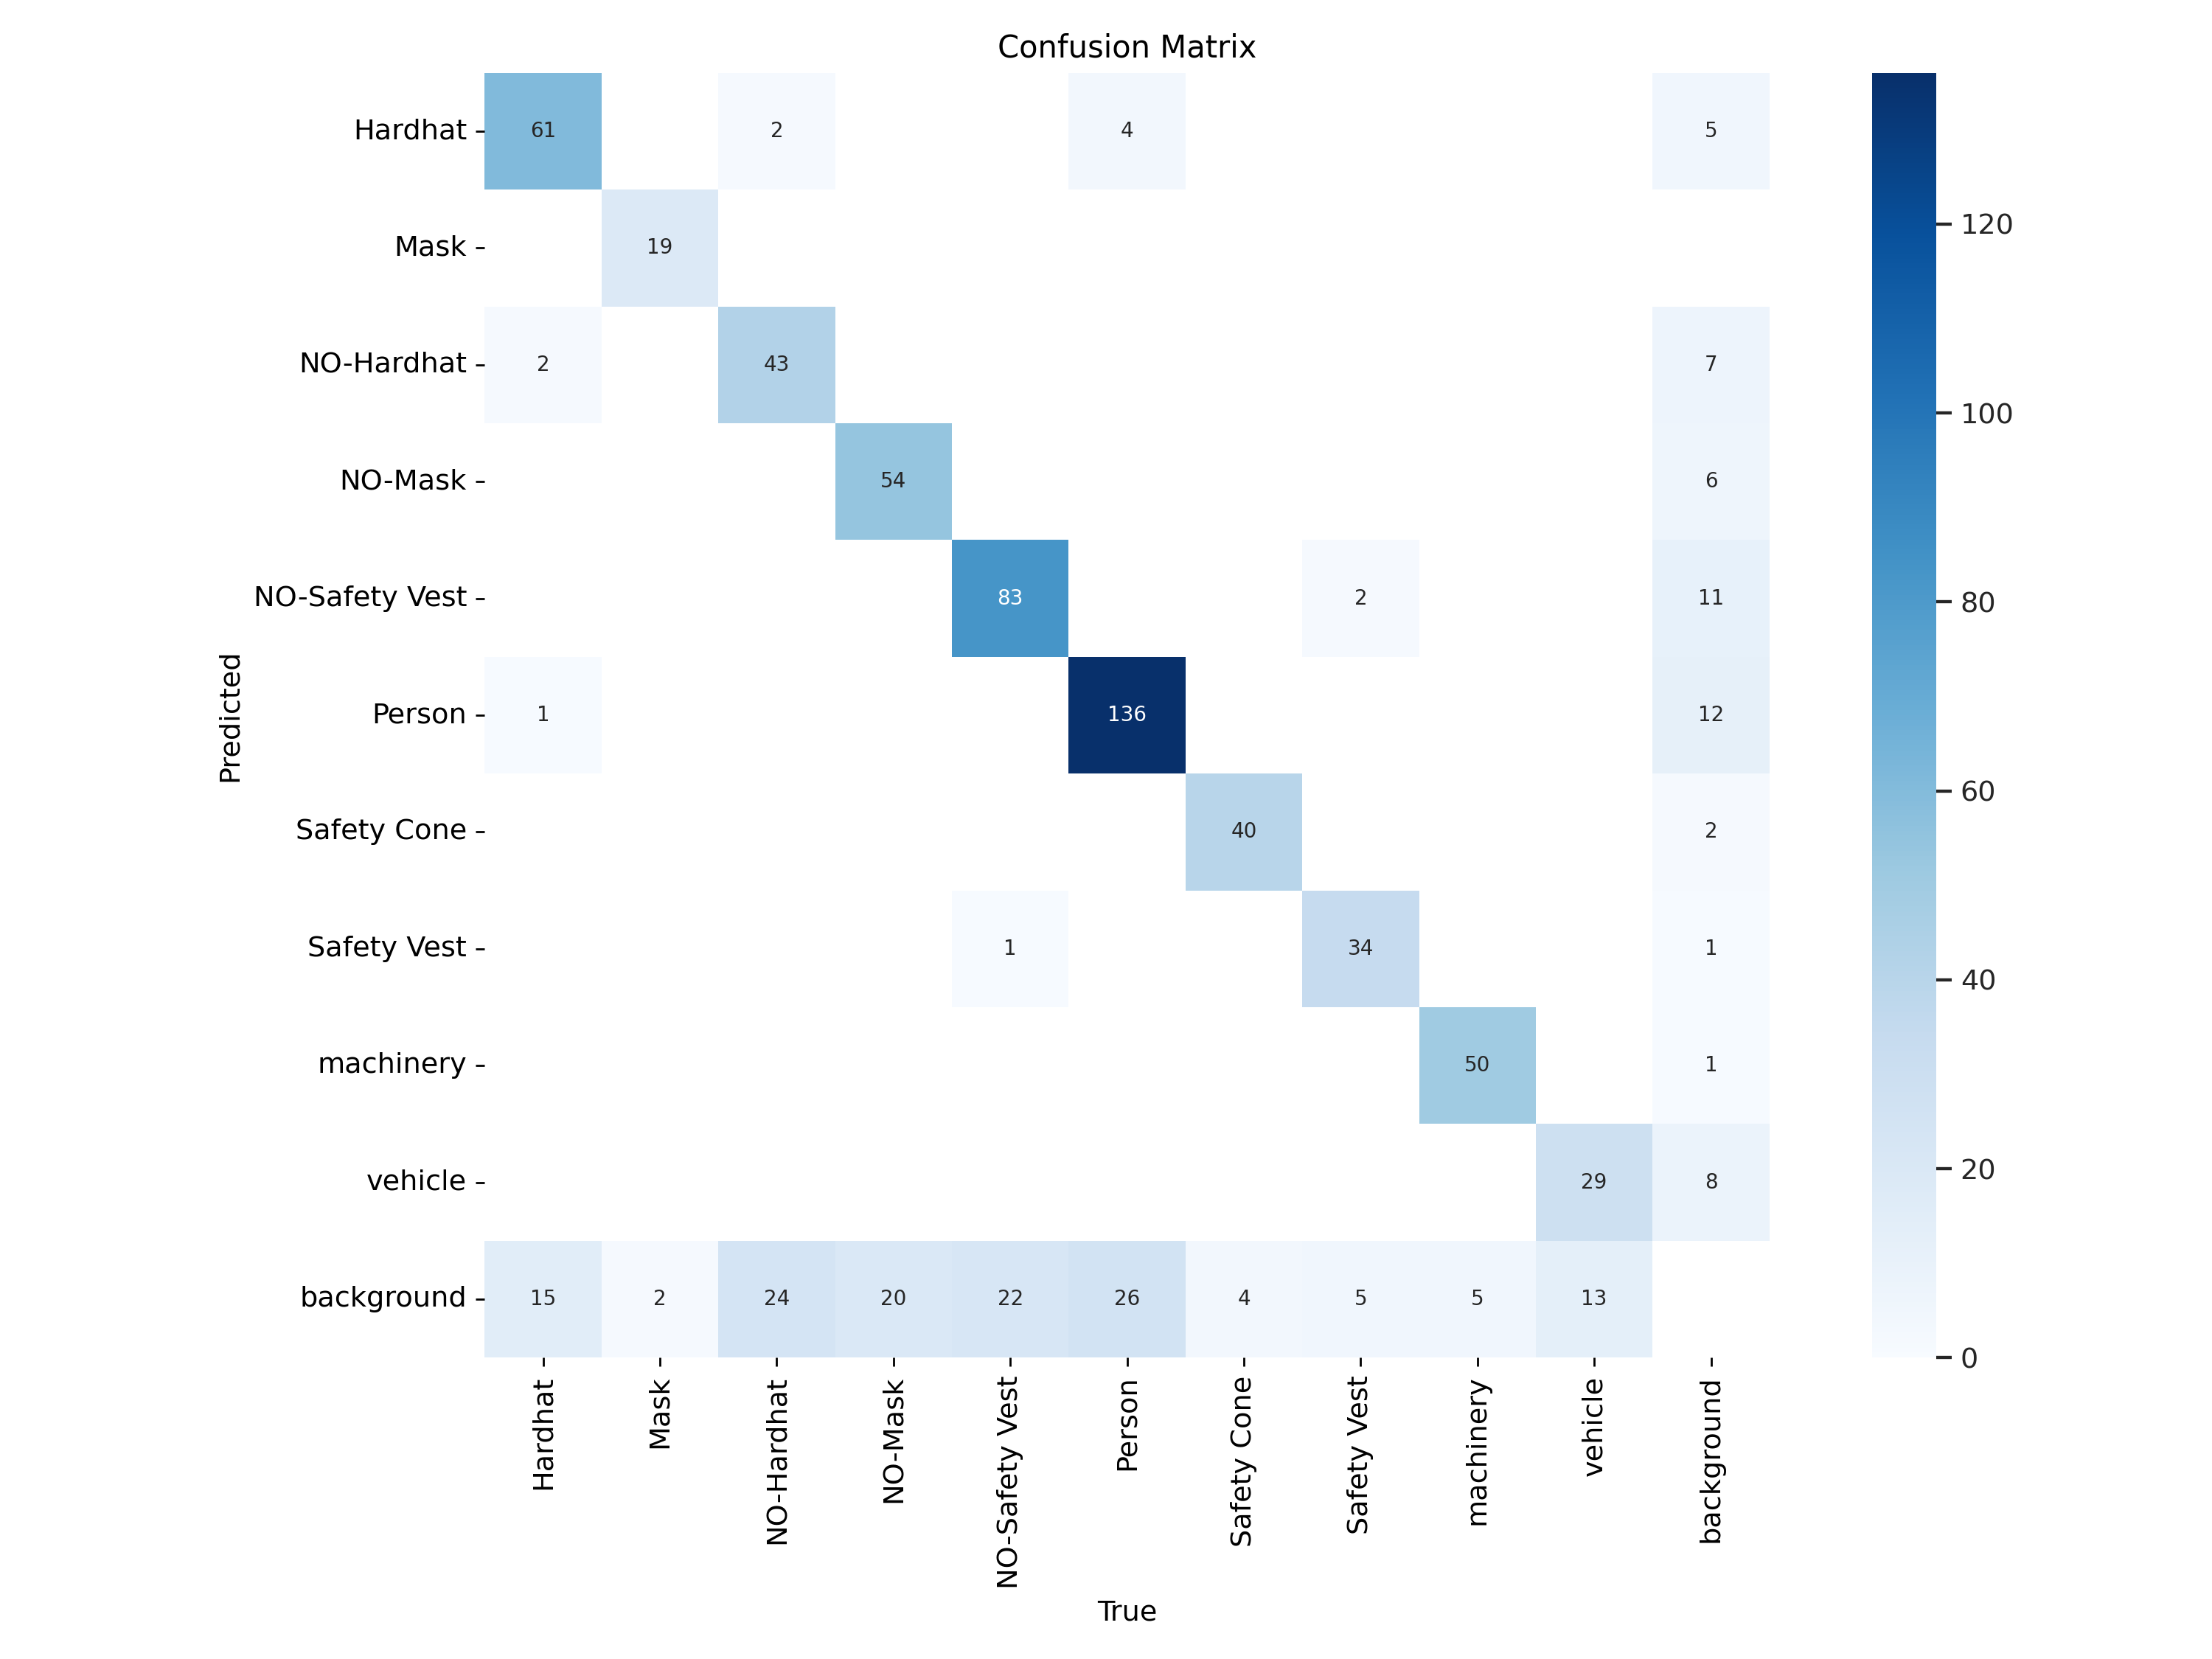 Confusion Matrix
Hardhat 61 2 4 5
Mask 19
NO-Hardhat 2 43 7
NO-Mask 54 6
NO-Safety Vest 83 2 11
Person 1 136 12
Safety Cone 40 2
Safety Vest 1 34 1
machinery 50 1
vehicle 29 8
background 15 2 24 20 22 26 4 5 5 13
Predicted
Hardhat
Mask
NO-Hardhat
NO-Mask
NO-Safety Vest
Person
Safety Cone
Safety Vest
machinery
vehicle
background
True
120
100
80
60
40
20
0